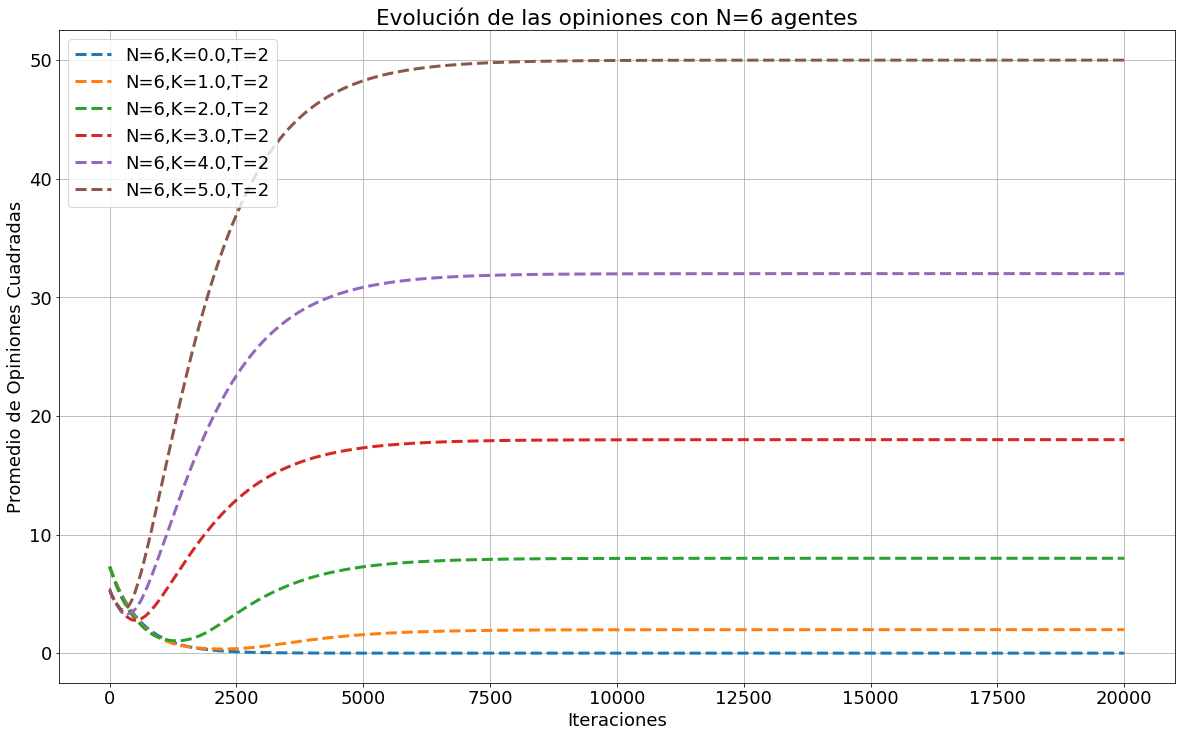 Evolución de las opiniones con N=6 agentes
N=6,K=0.0,T=2
N=6,K=1.0,T=2
N=6,K=2.0,T=2
N=6,K=3.0,T=2
N=6,K=4.0,T=2
N=6,K=5.0,T=2
Promedio de Opiniones Cuadradas
50
40
30
20
10
0
0 2500 5000 7500 10000 12500 15000 17500 20000
Iteraciones